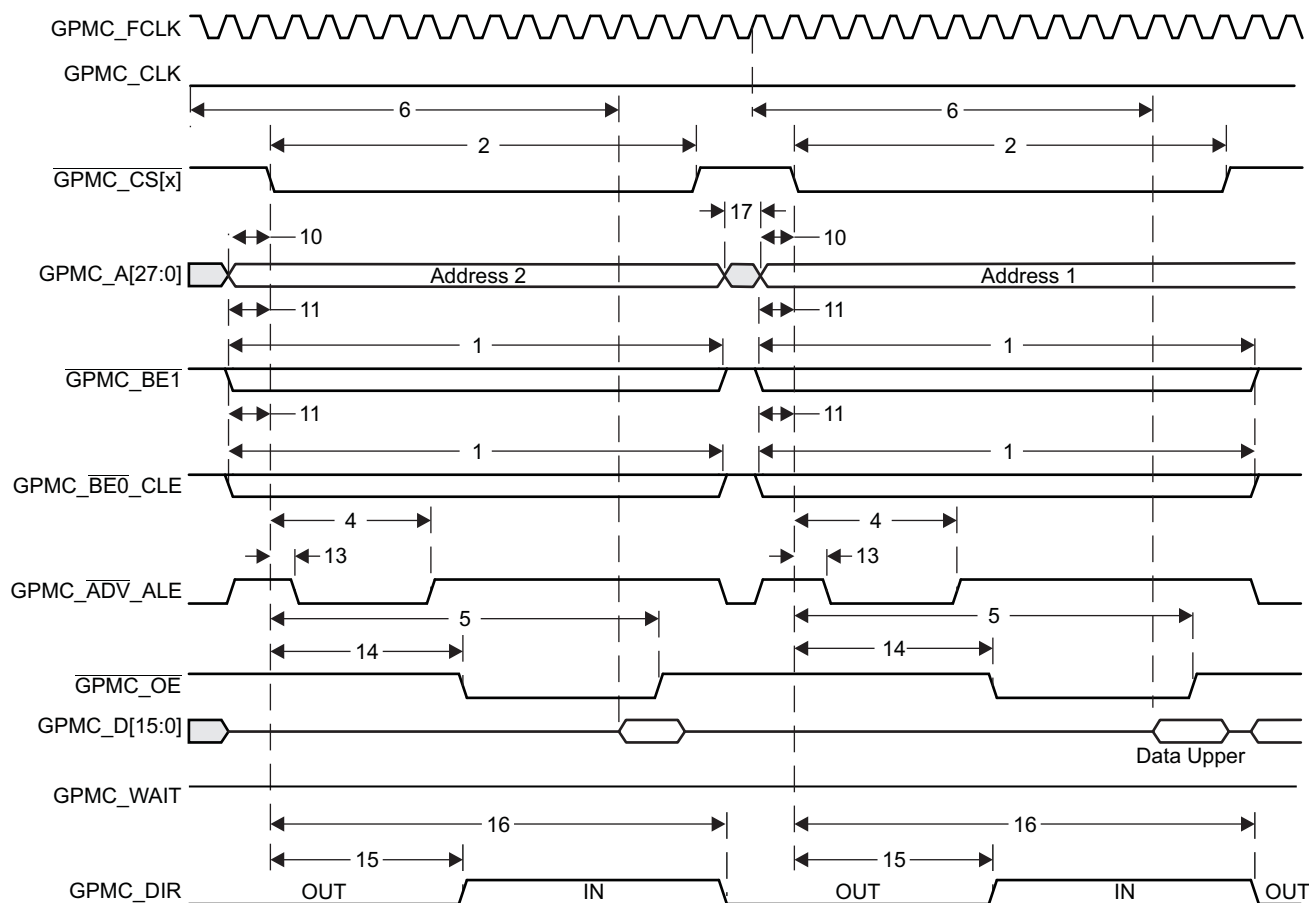 GPMC_FCLK
GPMC_CLK
6 6
2 2
GPMC_CS[x]
17
10 10
GPMC_A[27:0] Address 2 Address 1
11 11
1 1
GPMC_BE1
11 11
1 1
GPMC_BE0_CLE
4 4
13 13
GPMC_ADV_ALE
5 5
14 14
GPMC_OE
GPMC_D[15:0]
Data Upper
GPMC_WAIT
16 16
15 15
GPMC_DIR OUT IN OUT IN OUT